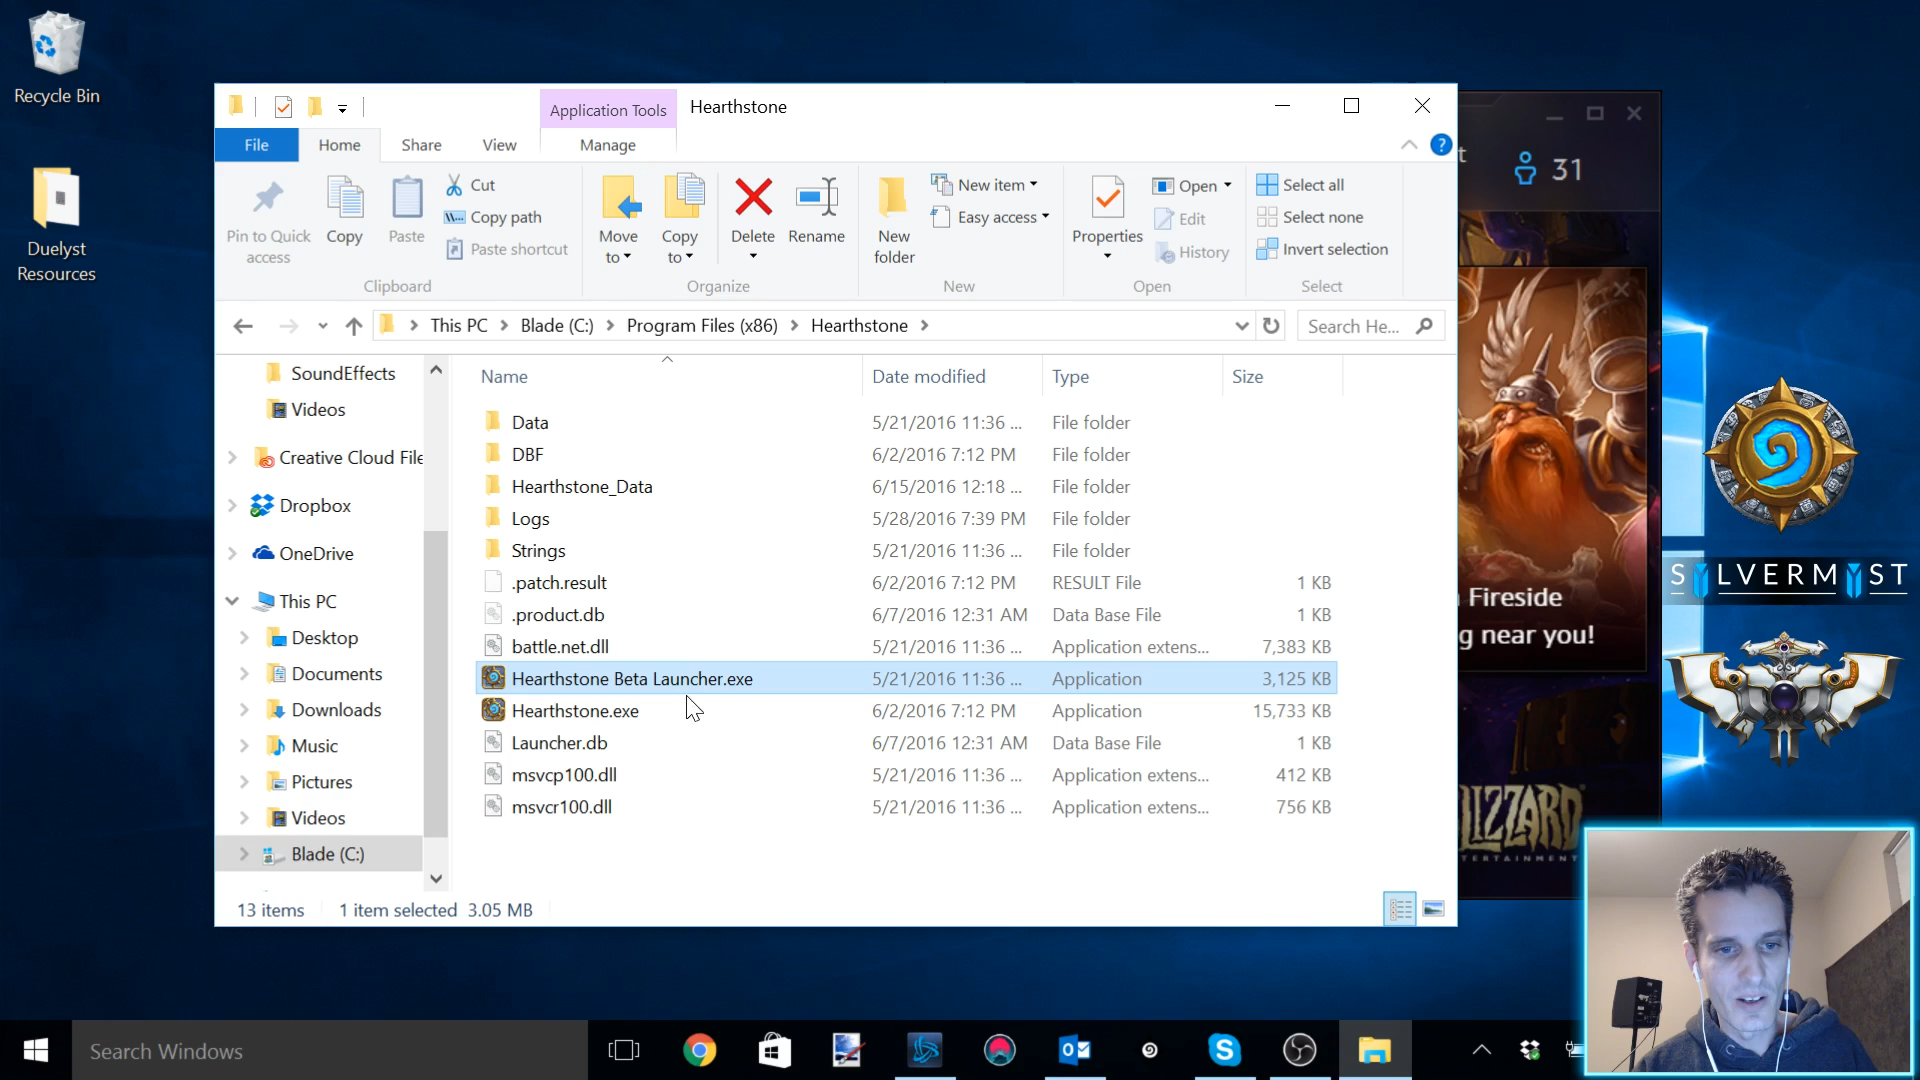 Recycle Bin
Duelyst
Resources
Application Tools
Hearthstone
File
Home
Share
View
Manage
Pin to Quick
access
Copy
Paste
Cut
Copy path
Paste shortcut
Clipboard
Move
to
Copy
to
Delete
Rename
Organize
New
folder
New item
Easy access
New
Properties
Open
Edit
History
Open
Select all
Select none
Invert selection
Select
This PC
Blade (C:)
Program Files (x86)
Hearthstone
Search He...
SoundEffects
Videos
Creative Cloud File
Dropbox
OneDrive
This PC
Desktop
Documents
Downloads
Music
Pictures
Videos
Blade (C:)
Name Date modified Type Size
Data 5/21/2016 11:36 ... File folder
DBF 6/2/2016 7:12 PM File folder
Hearthstone_Data 6/15/2016 12:18 ... File folder
Logs 5/28/2016 7:39 PM File folder
Strings 5/21/2016 11:36 ... File folder
.patch.result 6/2/2016 7:12 PM RESULT File 1 KB
.product.db 6/7/2016 12:31 AM Data Base File 1 KB
battle.net.dll 5/21/2016 11:36 ... Application extens... 7,383 KB
Hearthstone Beta Launcher.exe 5/21/2016 11:36 ... Application 3,125 KB
Hearthstone.exe 6/2/2016 7:12 PM Application 15,733 KB
Launcher.db 6/7/2016 12:31 AM Data Base File 1 KB
msvcp100.dll 5/21/2016 11:36 ... Application extens... 412 KB
msvcr100.dll 5/21/2016 11:36 ... Application extens... 756 KB
13 items 1 item selected 3.05 MB
31
Fireside
g near you!
LIZZARD
TERTAINMENT
SYLVERMYST
Search Windows